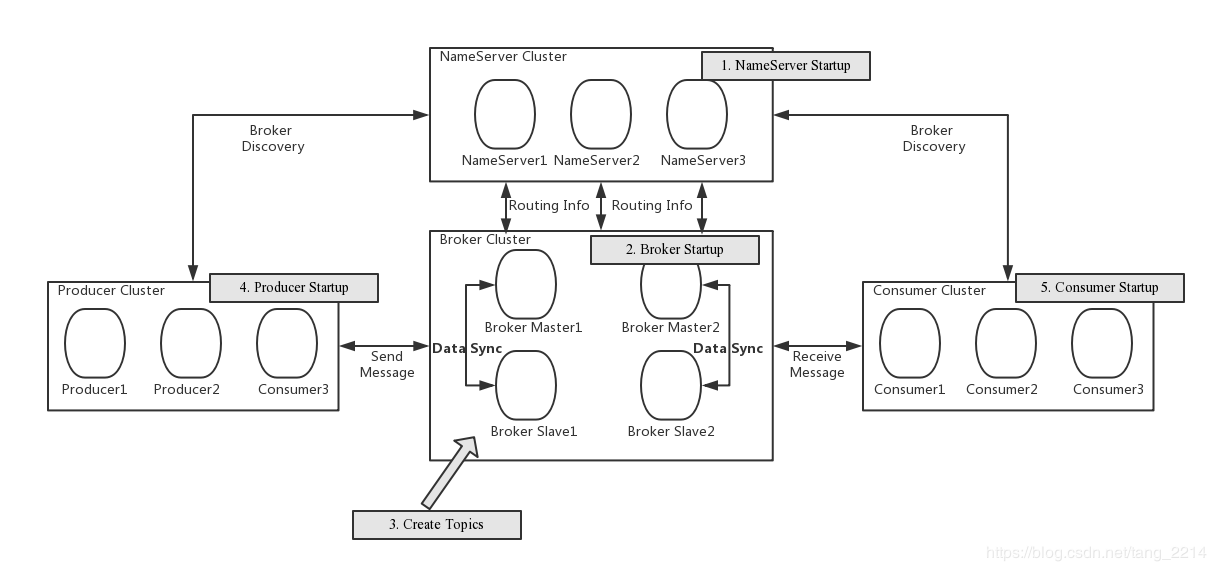 NameServer Cluster
1. NameServer Startup
NameServer1 NameServer2 NameServer3
Broker
Discovery
Broker
Discovery
Routing Info Routing Info
Broker Cluster
2. Broker Startup
Broker Master1 Broker Master2
Data Sync Data Sync
Broker Slave1 Broker Slave2
Producer Cluster
4. Producer Startup
Producer1 Producer2 Consumer3
Send
Message
Receive
Message
Consumer Cluster
5. Consumer Startup
Consumer1 Consumer2 Consumer3
3. Create Topics
https://blog.csdn.net/tang_2214